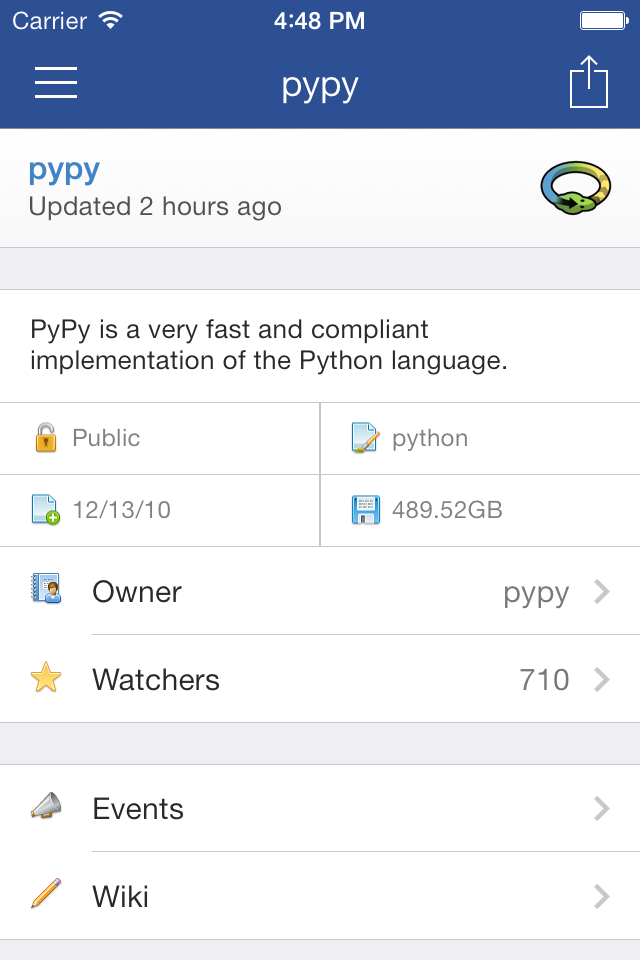 Carrier 4:48 PM
pypy
pypy
Updated 2 hours ago
PyPy is a very fast and compliant
implementation of the Python language.
Public python
12/13/10 489.52GB
Owner pypy
Watchers 710
Events
Wiki